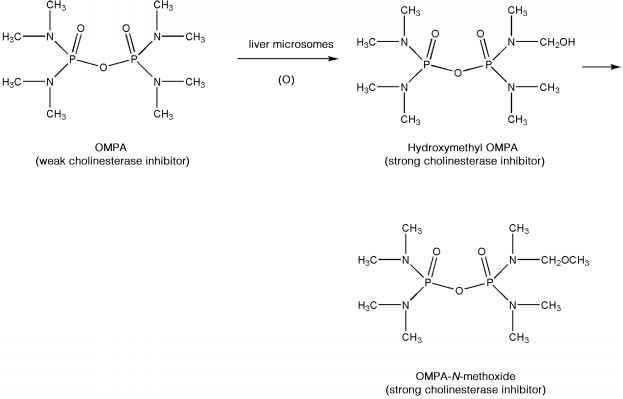 CH₃ O O CH₃ CH₃ O O CH₃
H₃C N N CH₃ liver microsomes H₃C N N CH₂OH
P P P P
O (O) O
H₃C N N CH₃ H₃C N N CH₃
CH₃ CH₃ CH₃ CH₃
OMPA Hydroxymethyl OMPA
(weak cholinesterase inhibitor) (strong cholinesterase inhibitor)
CH₃ O O CH₃
H₃C N N CH₂OCH₃
P P
O
H₃C N N CH₃
CH₃ CH₃
OMPA-N-methoxide
(strong cholinesterase inhibitor)